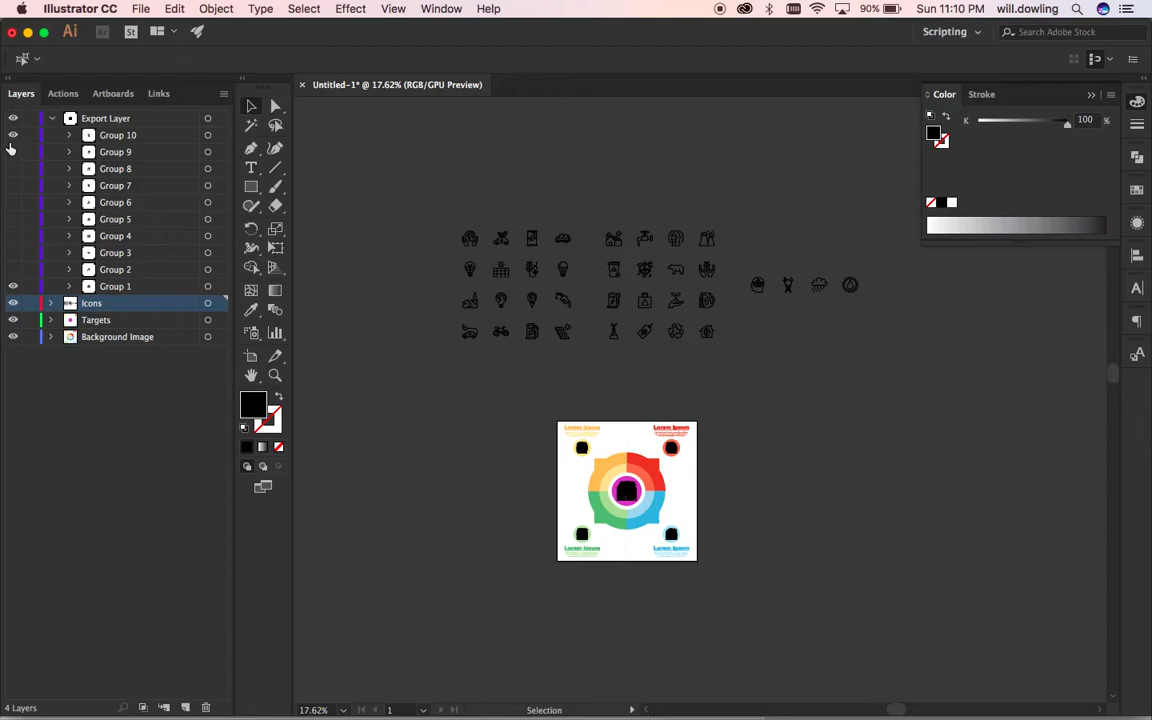 Illustrator CC File Edit Object Type Select Effect View Window Help 90% Sun 11:10 PM will.dowling
Ai Br St Scripting Search Adobe Stock
Layers Actions Artboards Links
Untitled-1* @ 17.62% (RGB/GPU Preview)
Color Stroke
K 100 %
Export Layer
Group 10
Group 9
Group 8
Group 7
Group 6
Group 5
Group 4
Group 3
Group 2
Group 1
Icons
Targets
Background Image
Lorem Ipsum
Lorem Ipsum
Lorem Ipsum
Lorem Ipsum
4 Layers
17.62% 1 Selection